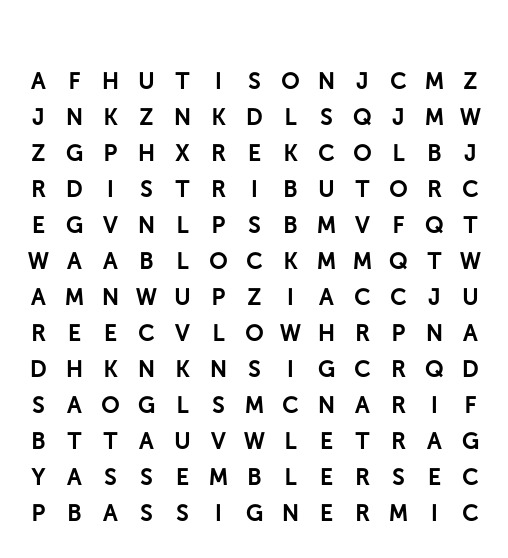 A F H U T I S O N J C M Z
J N K Z N K D L S Q J M W
Z G P H X R E K C O L B J
R D I S T R I B U T O R C
E G V N L P S B M V F Q T
W A A B L O C K M M Q T W
A M N W U P Z I A C C J U
R E E C V L O W H R P N A
D H K N K N S I G C R Q D
S A O G L S M C N A R I F
B T T A U V W L E T R A G
Y A S S E M B L E R S E C
P B A S S I G N E R M I C